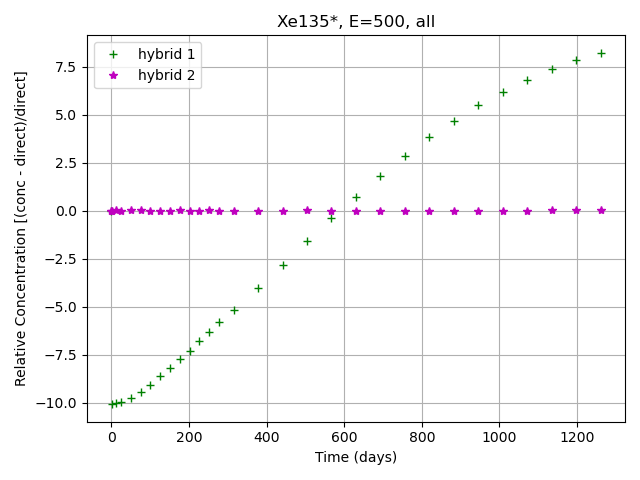 Xe135*, E=500, all
hybrid 1
hybrid 2
Relative Concentration [(conc - direct)/direct]
7.5
5.0
2.5
0.0
−2.5
−5.0
−7.5
−10.0
0 200 400 600 800 1000 1200
Time (days)